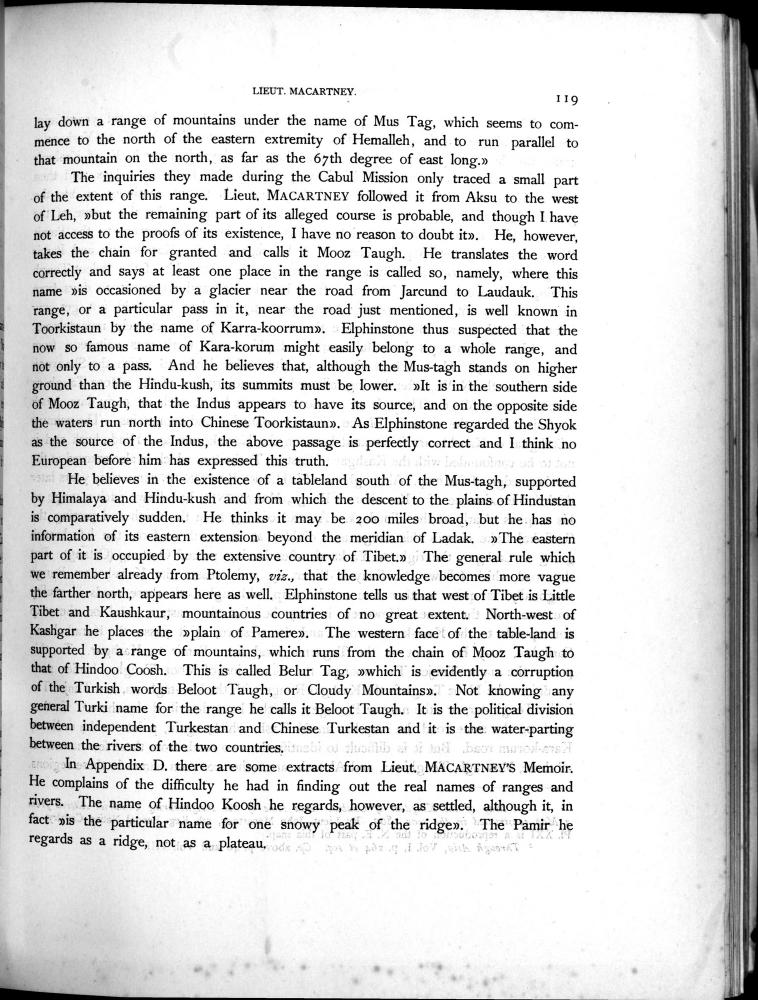 LIEUT. MACARTNEY.
119
lay down a range of mountains under the name of Mus Tag, which seems to com-
mence to the north of the eastern extremity of Hemalleh, and to run parallel to
that mountain on the north, as far as the 67th degree of east long.»
The inquiries they made during the Cabul Mission only traced a small part
of the extent of this range. Lieut. MACARTNEY followed it from Aksu to the west
of Leh, »but the remaining part of its alleged course is probable, and though I have
not access to the proofs of its existence, I have no reason to doubt it». He, however,
takes the chain for granted and calls it Mooz Taugh. He translates the word
correctly and says at least one place in the range is called so, namely, where this
name »is occasioned by a glacier near the road from Jarcund to Laudauk. This
range, or a particular pass in it, near the road just mentioned, is well known in
Toorkistaun by the name of Karra-koorrum». Elphinstone thus suspected that the
now so famous name of Kara-korum might easily belong to a whole range, and
not only to a pass. And he believes that, although the Mus-tagh stands on higher
ground than the Hindu-kush, its summits must be lower. »It is in the southern side
of Mooz Taugh, that the Indus appears to have its source, and on the opposite side
the waters run north into Chinese Toorkistaun». As Elphinstone regarded the Shyok
as the source of the Indus, the above passage is perfectly correct and I think no
European before him has expressed this truth.
He believes in the existence of a tableland south of the Mus-tagh, supported
by Himalaya and Hindu-kush and from which the descent to the plains of Hindustan
is comparatively sudden. He thinks it may be 200 miles broad, but he has no
information of its eastern extension beyond the meridian of Ladak. »The eastern
part of it is occupied by the extensive country of Tibet.» The general rule which
we remember already from Ptolemy, viz., that the knowledge becomes more vague
the farther north, appears here as well. Elphinstone tells us that west of Tibet is Little
Tibet and Kaushkaur, mountainous countries of no great extent. North-west of
Kashgar he places the »plain of Pamere». The western face of the table-land is
supported by a range of mountains, which runs from the chain of Mooz Taugh to
that of Hindoo Coosh. This is called Belur Tag, »which is evidently a corruption
of the Turkish words Beloot Taugh, or Cloudy Mountains». Not knowing any
general Turki name for the range he calls it Beloot Taugh. It is the political division
between independent Turkestan and Chinese Turkestan and it is the water-parting
between the rivers of the two countries.
In Appendix D. there are some extracts from Lieut. MACARTNEY'S Memoir.
He complains of the difficulty he had in finding out the real names of ranges and
rivers. The name of Hindoo Koosh he regards, however, as settled, although it, in
fact »is the particular name for one snowy peak of the ridge». The Pamir he
regards as a ridge, not as a plateau.